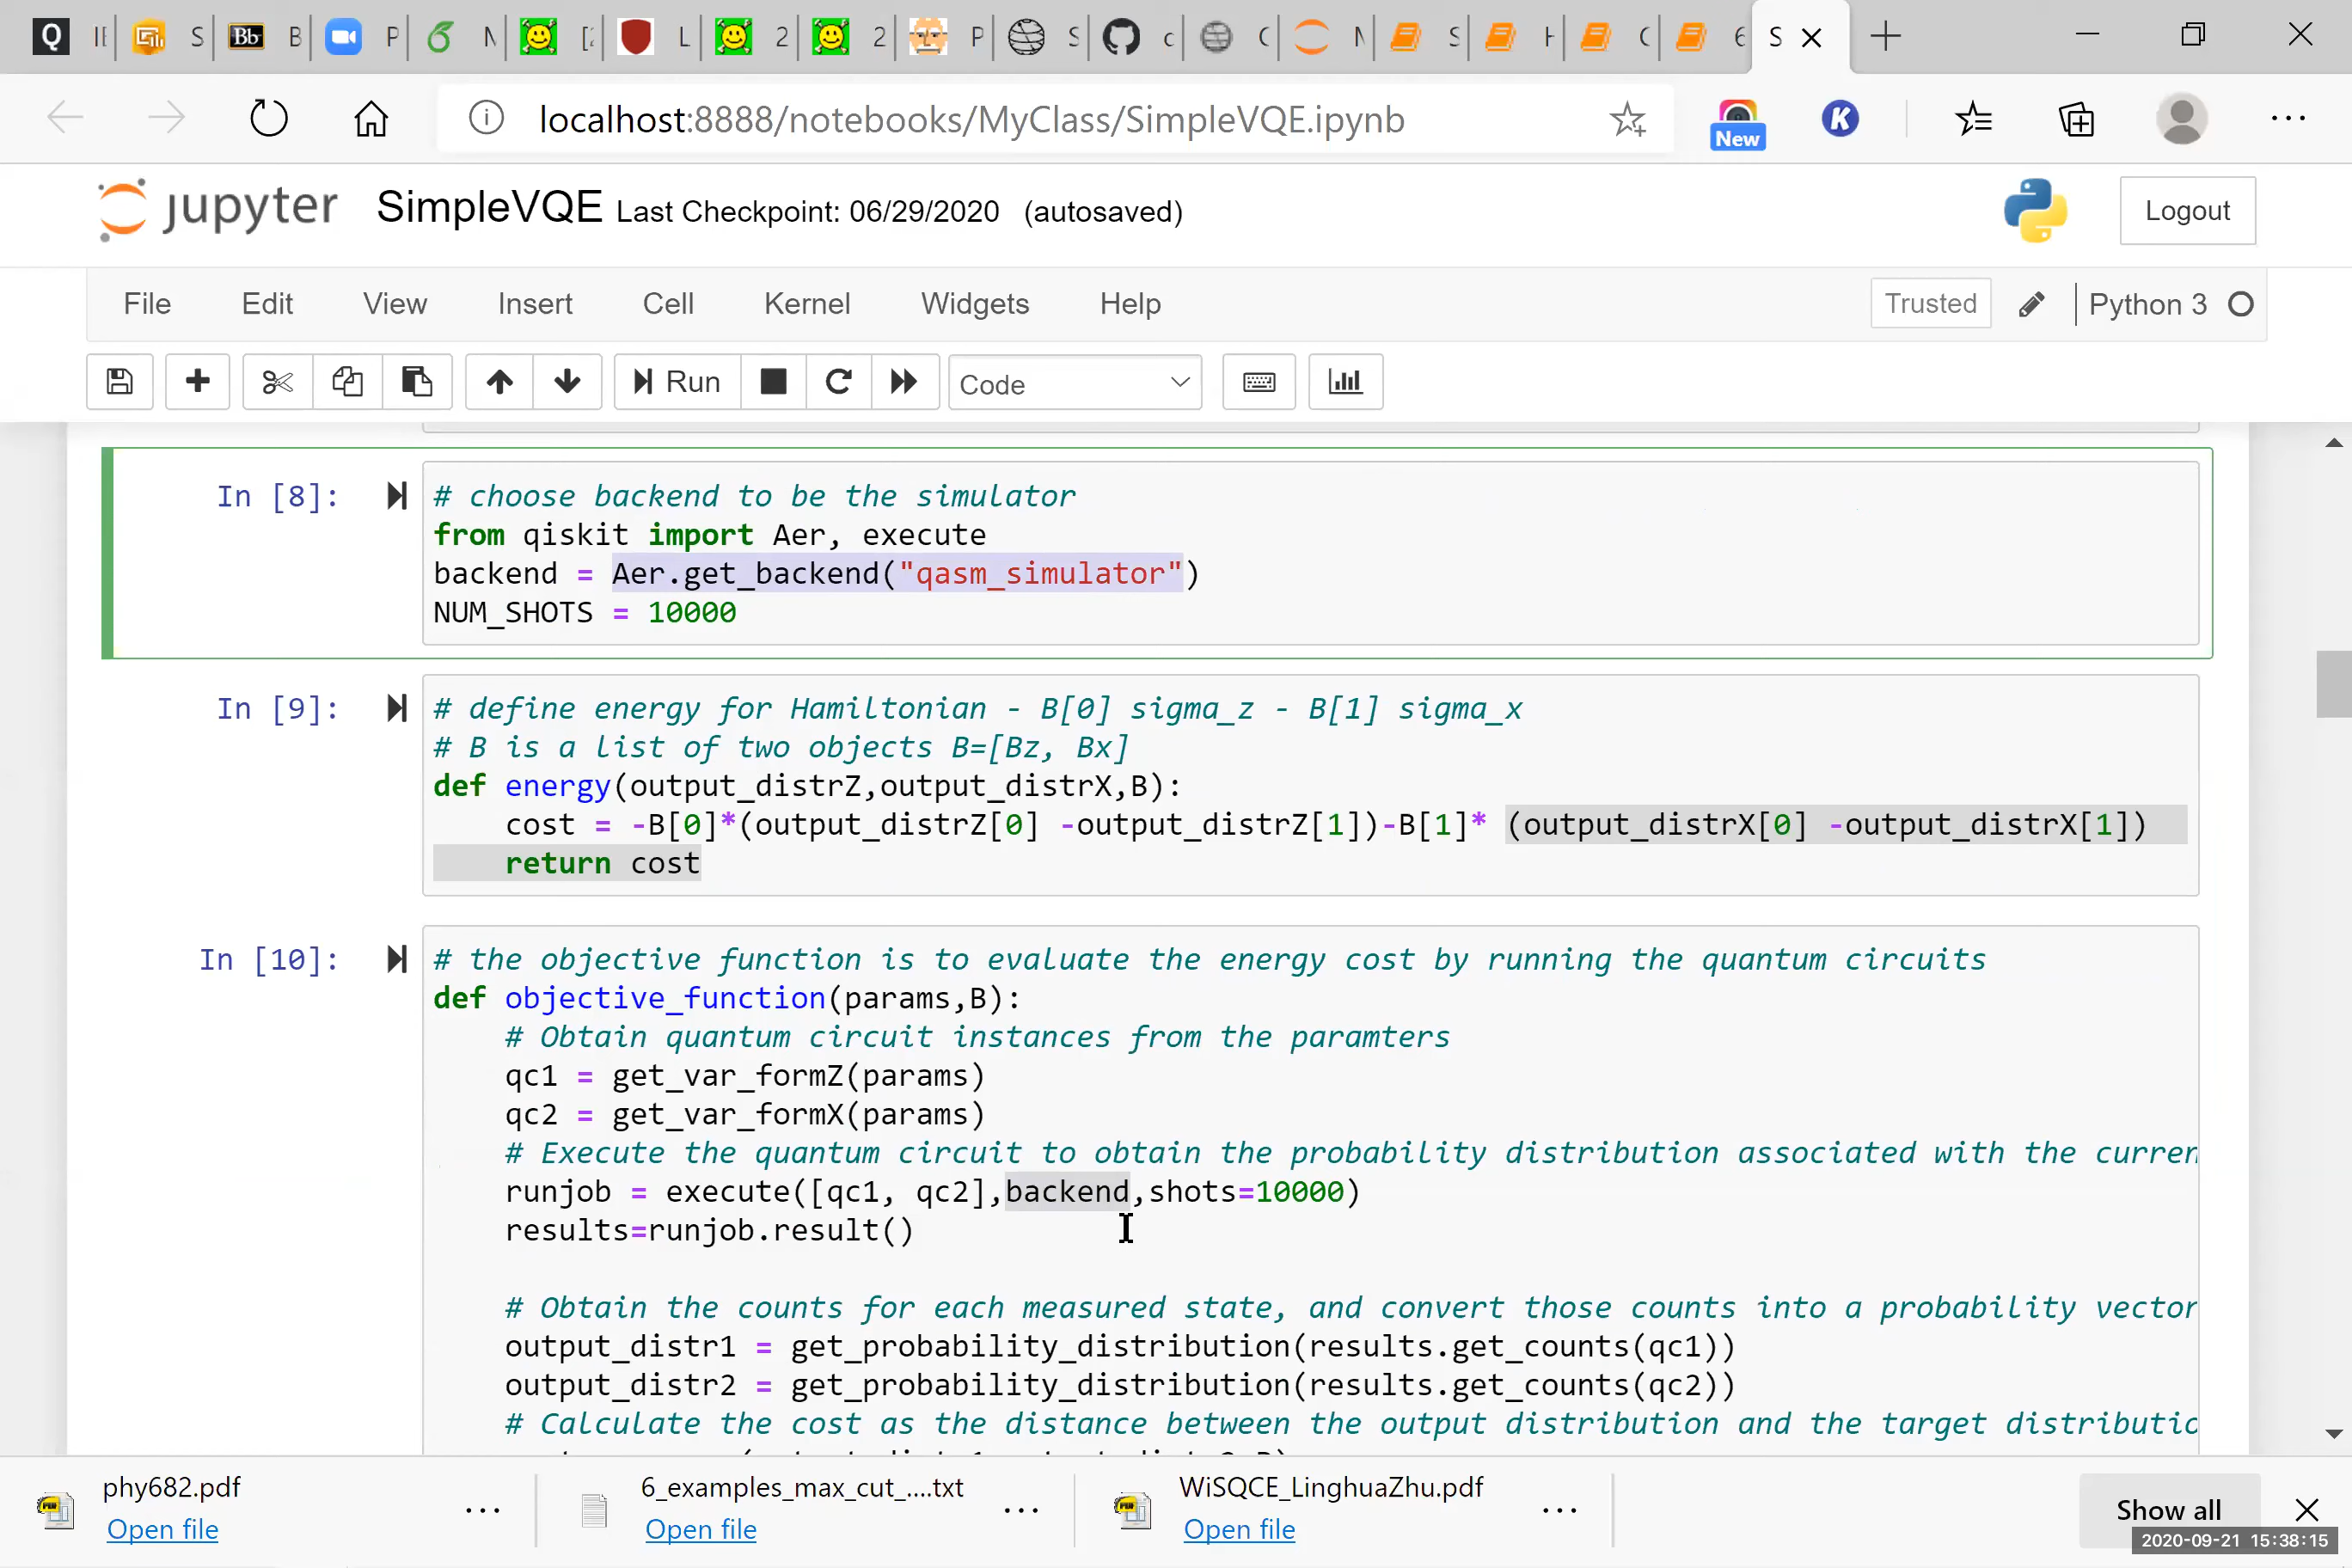 Q IE S Bb B P N [2 L 2 2 P S c C N S H C 6 S
localhost:8888/notebooks/MyClass/SimpleVQE.ipynb
New
K
jupyter SimpleVQE Last Checkpoint: 06/29/2020 (autosaved)
Logout
File Edit View Insert Cell Kernel Widgets Help
Trusted Python 3
Run Code
In [8]: # choose backend to be the simulator
from qiskit import Aer, execute
backend = Aer.get_backend("qasm_simulator")
NUM_SHOTS = 10000
In [9]: # define energy for Hamiltonian - B[0] sigma_z - B[1] sigma_x
# B is a list of two objects B=[Bz, Bx]
def energy(output_distrZ,output_distrX,B):
cost = -B[0]*(output_distrZ[0] -output_distrZ[1])-B[1]* (output_distrX[0] -output_distrX[1])
return cost
In [10]: # the objective function is to evaluate the energy cost by running the quantum circuits
def objective_function(params,B):
# Obtain quantum circuit instances from the paramters
qc1 = get_var_formZ(params)
qc2 = get_var_formX(params)
# Execute the quantum circuit to obtain the probability distribution associated with the curren
runjob = execute([qc1, qc2],backend,shots=10000)
results=runjob.result()
# Obtain the counts for each measured state, and convert those counts into a probability vector
output_distr1 = get_probability_distribution(results.get_counts(qc1))
output_distr2 = get_probability_distribution(results.get_counts(qc2))
# Calculate the cost as the distance between the output distribution and the target distributio
phy682.pdf
Open file
6_examples_max_cut_....txt
Open file
WiSQCE_LinghuaZhu.pdf
Open file
Show all
2020-09-21 15:38:15